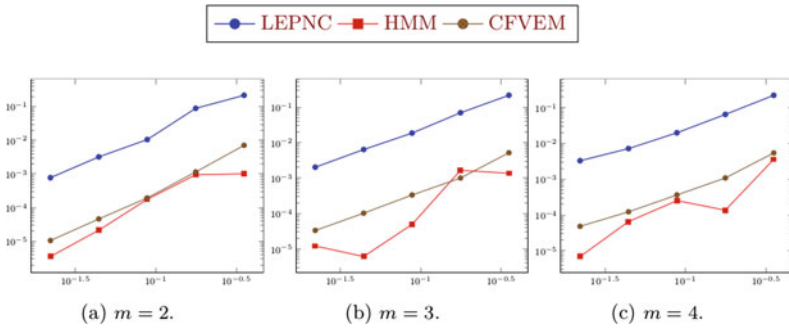 LEPNC HMM CFVEM
10⁻¹ 10⁻¹ 10⁻¹
10⁻² 10⁻² 10⁻²
10⁻³ 10⁻³ 10⁻³
10⁻⁴ 10⁻⁴ 10⁻⁴
10⁻⁵ 10⁻⁵ 10⁻⁵
10⁻¹·⁵ 10⁻¹ 10⁻⁰·⁵ 10⁻¹·⁵ 10⁻¹ 10⁻⁰·⁵ 10⁻¹·⁵ 10⁻¹ 10⁻⁰·⁵
(a) m = 2. (b) m = 3. (c) m = 4.